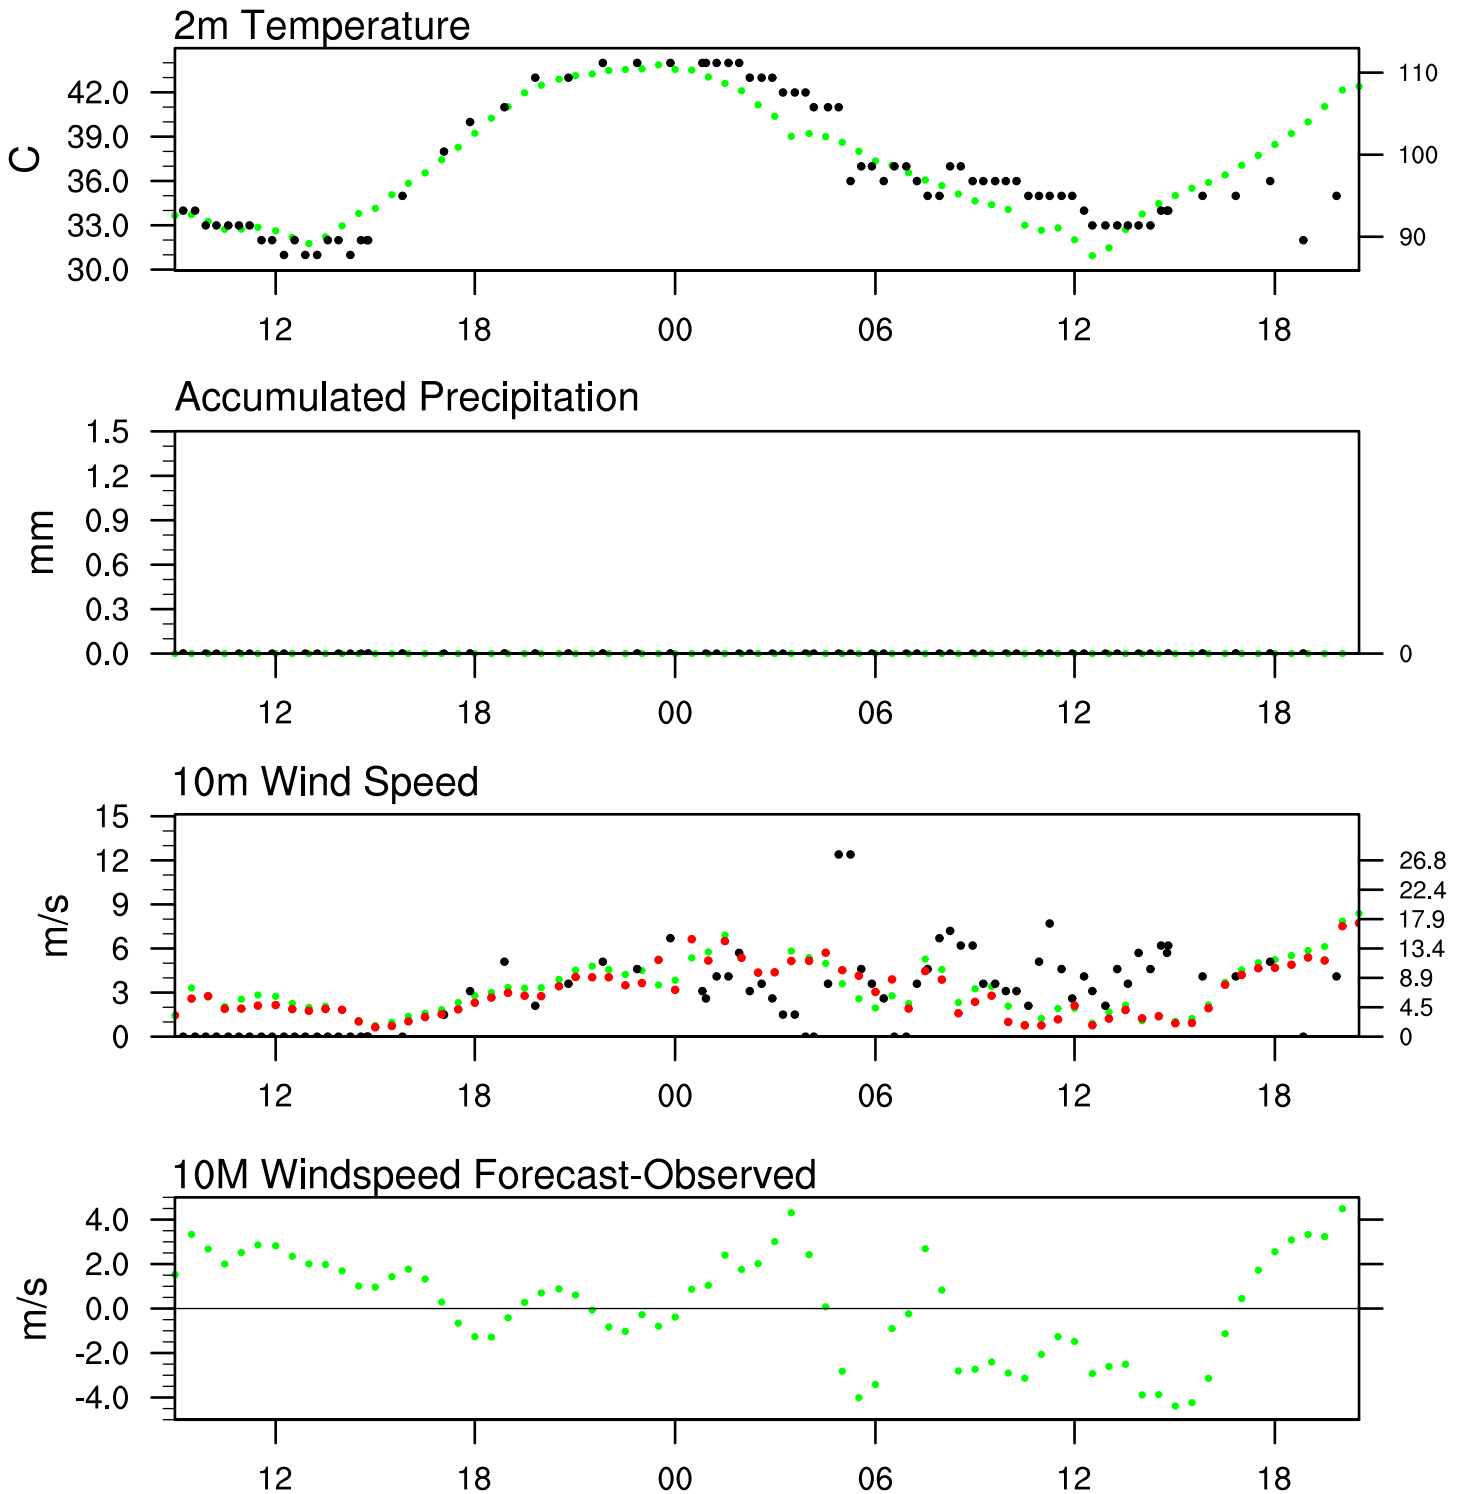 2m Temperature
42.0
39.0
36.0
33.0
30.0
C
110
100
90
12 18 00 06 12 18
Accumulated Precipitation
1.5
1.2
0.9
0.6
0.3
0.0
mm
0
12 18 00 06 12 18
10m Wind Speed
15
12
9
6
3
0
m/s
26.8
22.4
17.9
13.4
8.9
4.5
0
12 18 00 06 12 18
10M Windspeed Forecast-Observed
4.0
2.0
0.0
-2.0
-4.0
m/s
12 18 00 06 12 18